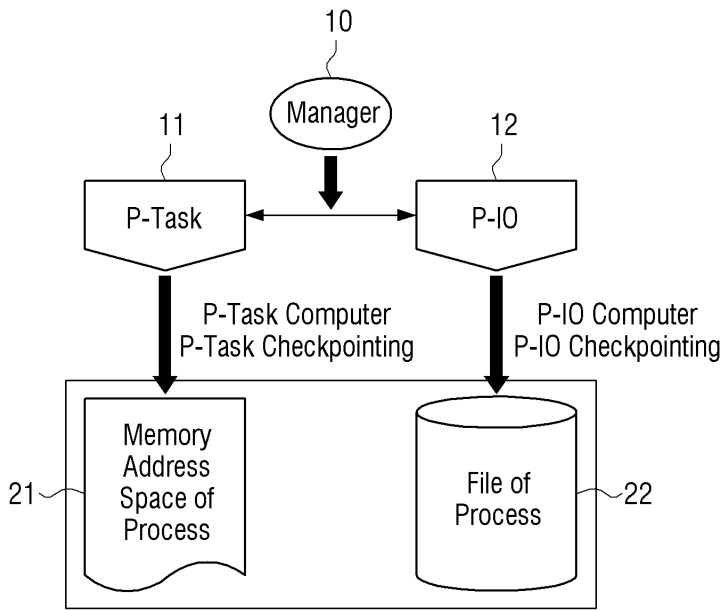 10
Manager
11
12
P-Task
P-IO
P-Task Computer
P-Task Checkpointing
P-IO Computer
P-IO Checkpointing
21
Memory
Address
Space of
Process
File of
Process
22